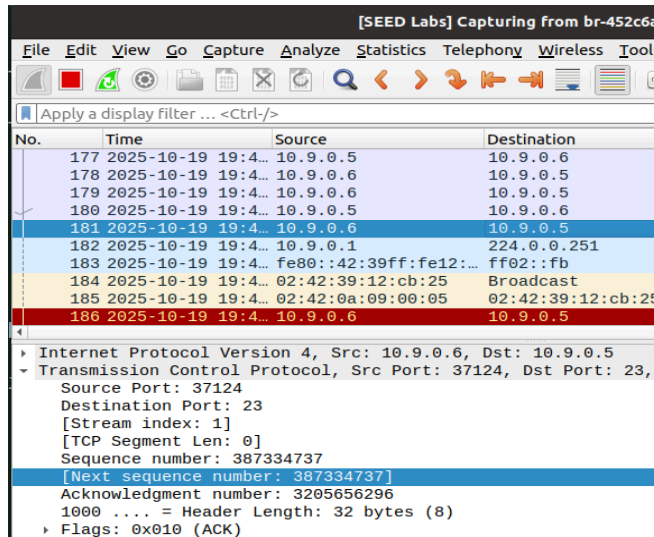 [SEED Labs] Capturing from br-452c6a
File Edit View Go Capture Analyze Statistics Telephony Wireless Tool
Apply a display filter … <Ctrl-/>
No. Time Source Destination
177 2025-10-19 19:4… 10.9.0.5 10.9.0.6
178 2025-10-19 19:4… 10.9.0.6 10.9.0.5
179 2025-10-19 19:4… 10.9.0.6 10.9.0.5
180 2025-10-19 19:4… 10.9.0.5 10.9.0.6
181 2025-10-19 19:4… 10.9.0.6 10.9.0.5
182 2025-10-19 19:4… 10.9.0.1 224.0.0.251
183 2025-10-19 19:4… fe80::42:39ff:fe12:… ff02::fb
184 2025-10-19 19:4… 02:42:39:12:cb:25 Broadcast
185 2025-10-19 19:4… 02:42:0a:09:00:05 02:42:39:12:cb:25
186 2025-10-19 19:4… 10.9.0.6 10.9.0.5
Internet Protocol Version 4, Src: 10.9.0.6, Dst: 10.9.0.5
Transmission Control Protocol, Src Port: 37124, Dst Port: 23,
Source Port: 37124
Destination Port: 23
[Stream index: 1]
[TCP Segment Len: 0]
Sequence number: 387334737
[Next sequence number: 387334737]
Acknowledgment number: 3205656296
1000 .... = Header Length: 32 bytes (8)
Flags: 0x010 (ACK)